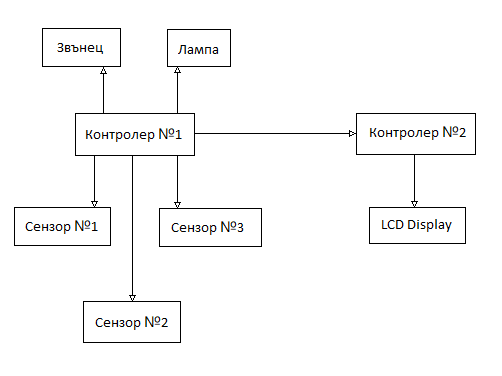 Звънец
Лампа
Контролер №1
Контролер №2
Сензор №1
Сензор №3
LCD Display
Сензор №2